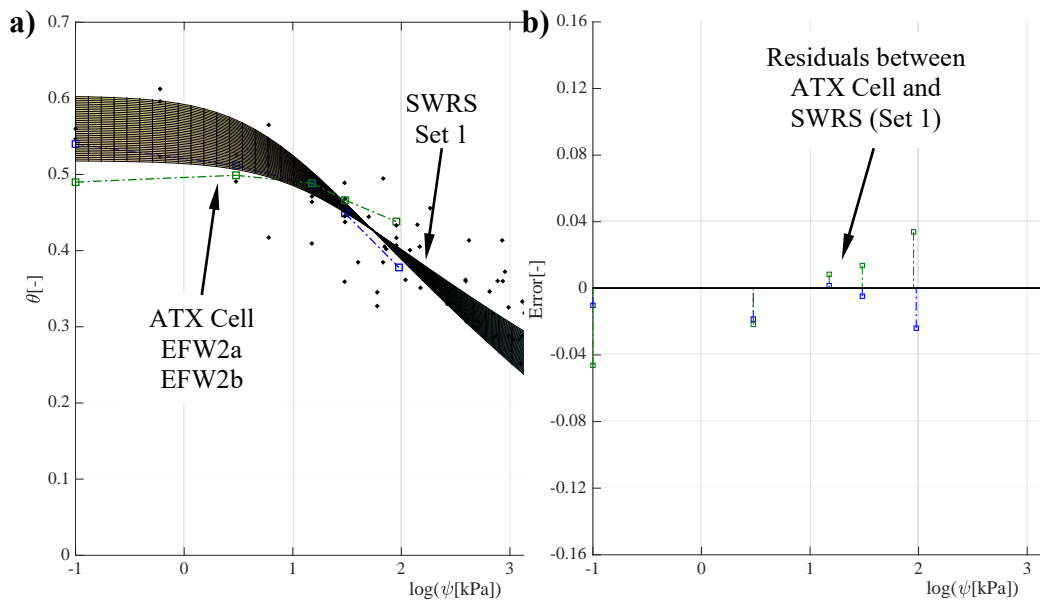 a)
0.7
0.6
0.5
0.4
0.3
0.2
0.1
0
θ[-]
-1
0
1
2
3
log(ψ[kPa])
SWRS
Set 1
ATX Cell
EFW2a
EFW2b
b)
0.16
0.12
0.08
0.04
0
-0.04
-0.08
-0.12
-0.16
Error[-]
-1
0
1
2
3
log(ψ[kPa])
Residuals between
ATX Cell and
SWRS (Set 1)